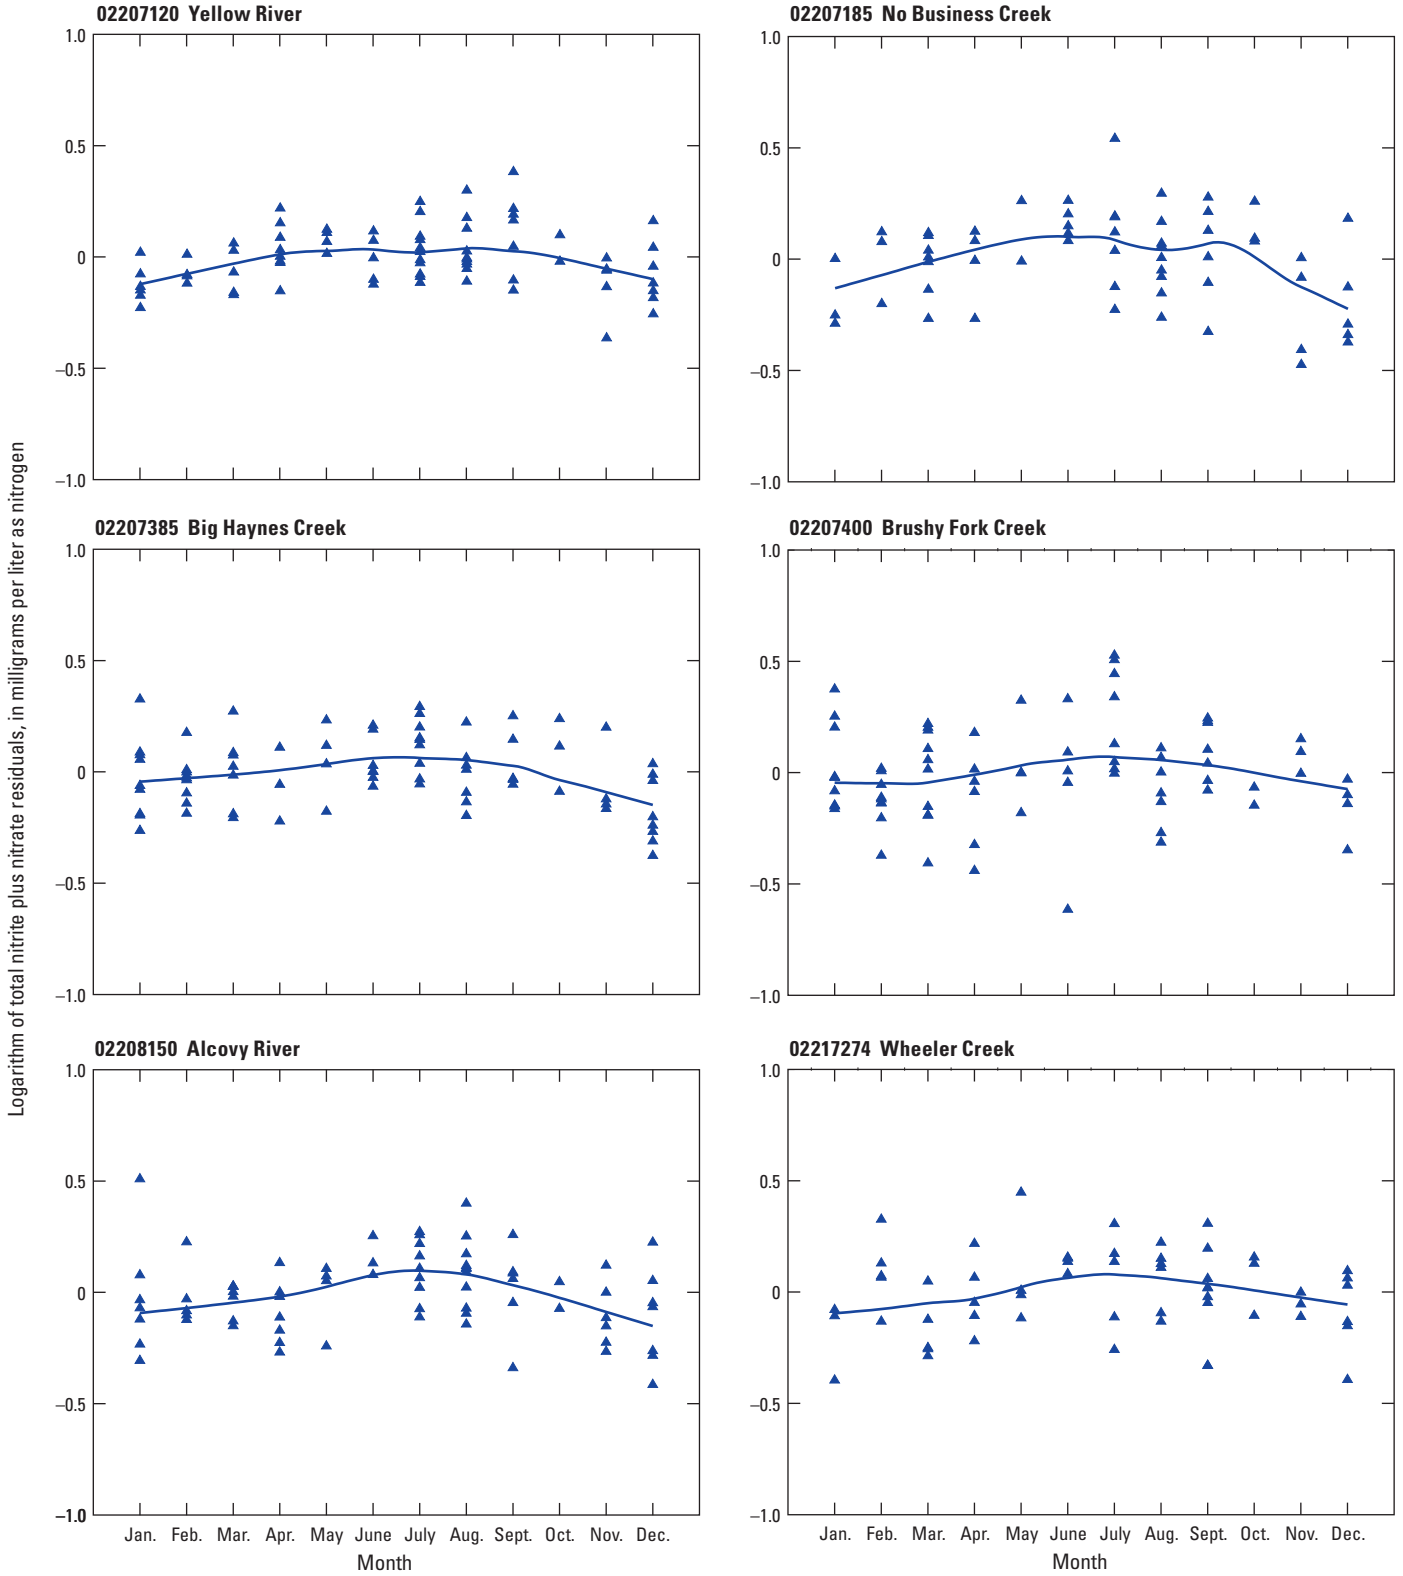 02207120 Yellow River
02207185 No Business Creek
1.0
0.5
0
–0.5
–1.0
1.0
0.5
0
–0.5
–1.0
02207385 Big Haynes Creek
02207400 Brushy Fork Creek
1.0
0.5
0
–0.5
–1.0
1.0
0.5
0
–0.5
–1.0
02208150 Alcovy River
02217274 Wheeler Creek
1.0
0.5
0
–0.5
–1.0
1.0
0.5
0
–0.5
–1.0
Jan. Feb. Mar. Apr. May June July Aug. Sept. Oct. Nov. Dec.
Month
Jan. Feb. Mar. Apr. May June July Aug. Sept. Oct. Nov. Dec.
Month
Logarithm of total nitrite plus nitrate residuals, in milligrams per liter as nitrogen